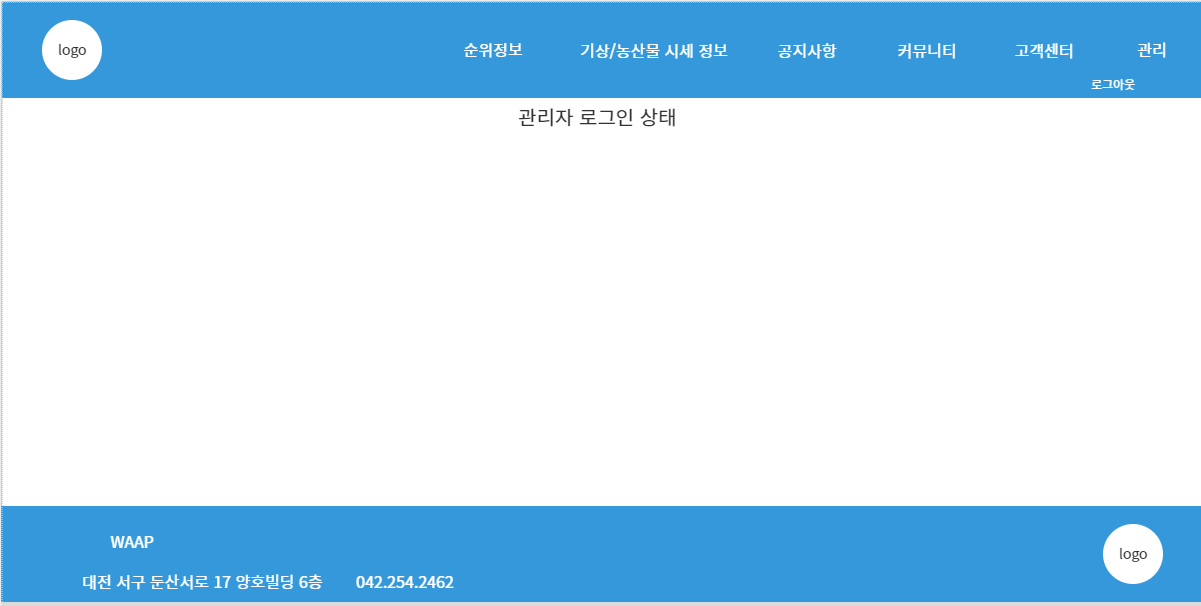 logo 순위정보 기상/농산물 시세 정보 공지사항 커뮤니티 고객센터 관리
로그아웃
관리자 로그인 상태
WAAP
logo
대전 서구 둔산서로 17 양호빌딩 6층 042.254.2462